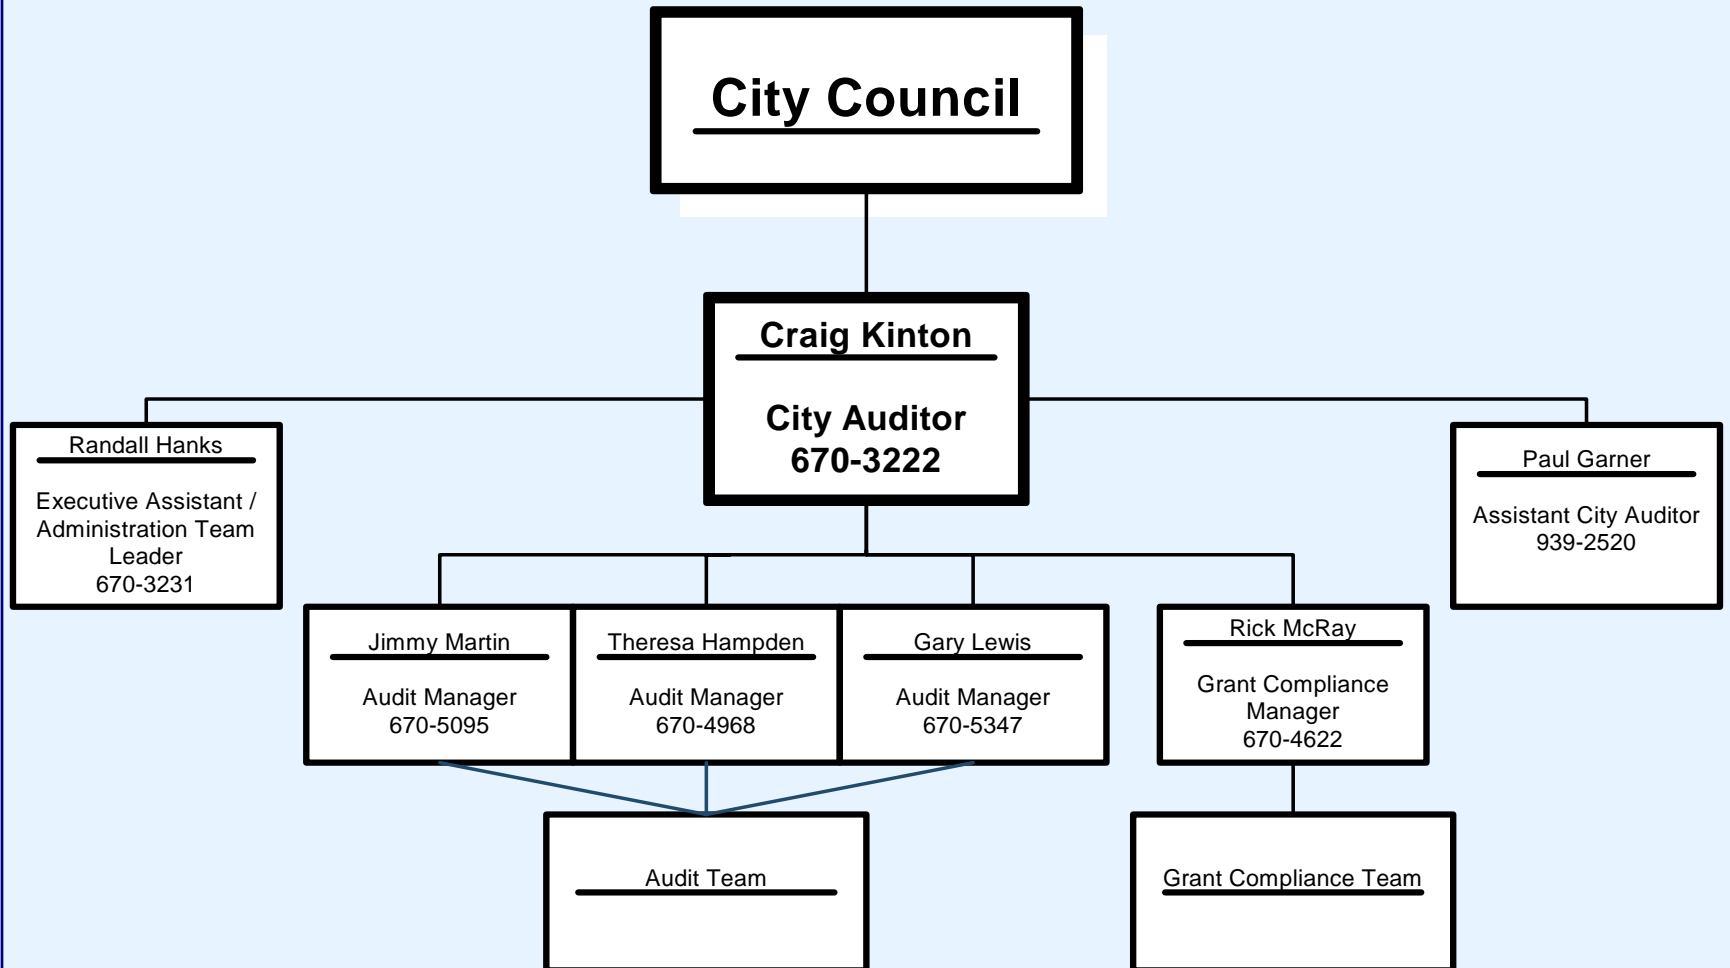 City Council
Craig Kinton
City Auditor
670-3222
Randall Hanks
Executive Assistant /
Administration Team
Leader
670-3231
Paul Garner
Assistant City Auditor
939-2520
Jimmy Martin
Audit Manager
670-5095
Theresa Hampden
Audit Manager
670-4968
Gary Lewis
Audit Manager
670-5347
Rick McRay
Grant Compliance
Manager
670-4622
Audit Team
Grant Compliance Team